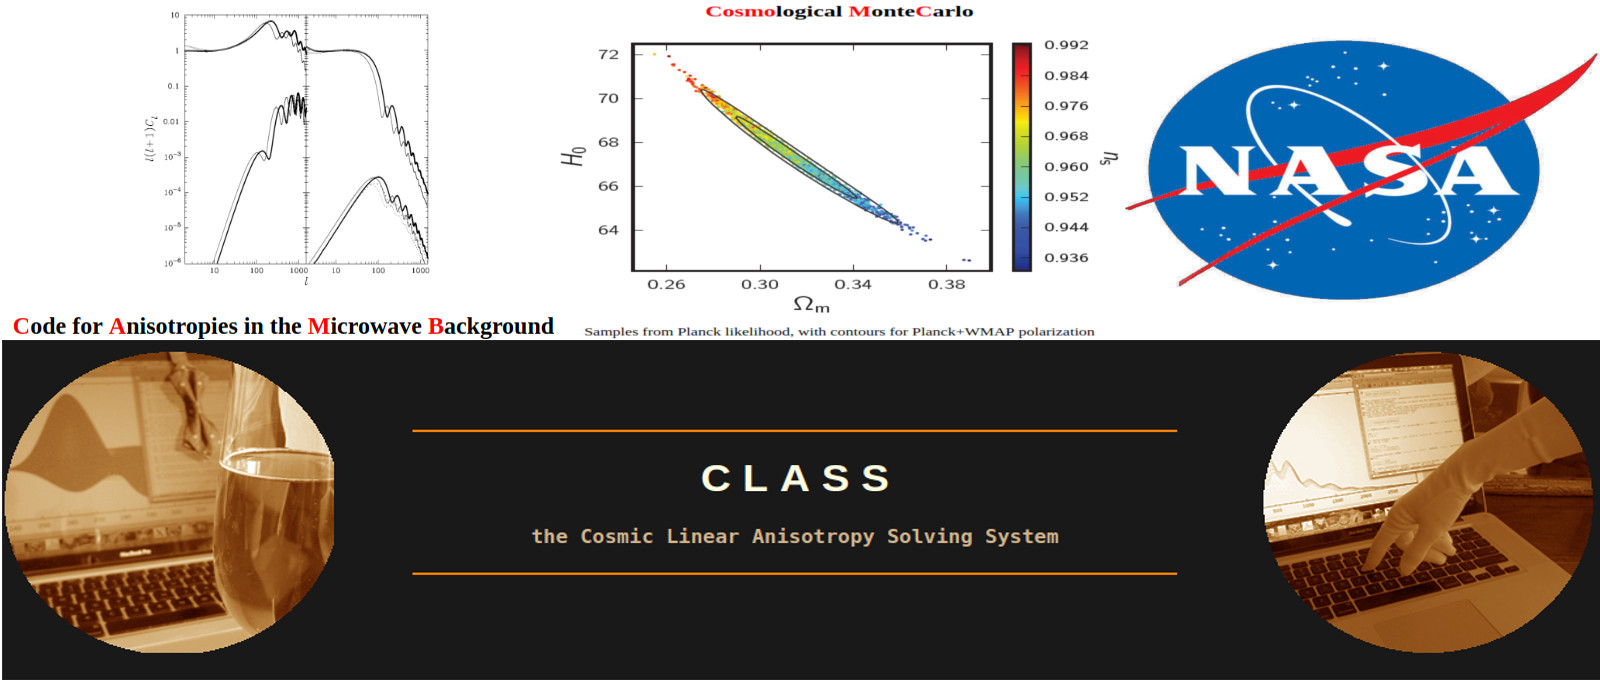 10
1
0.1
0.01
10⁻³
10⁻⁴
10⁻⁵
10⁻⁶
l(l+1)C_l
10 100 1000 10 100 1000
l
Code for Anisotropies in the Microwave Background
Cosmological MonteCarlo
72
70
68
66
64
H₀
0.26 0.30 0.34 0.38
Ωm
0.992
0.984
0.976
0.968
0.960
0.952
0.944
0.936
nₛ
Samples from Planck likelihood, with contours for Planck+WMAP polarization
NASA
CLASS
the Cosmic Linear Anisotropy Solving System